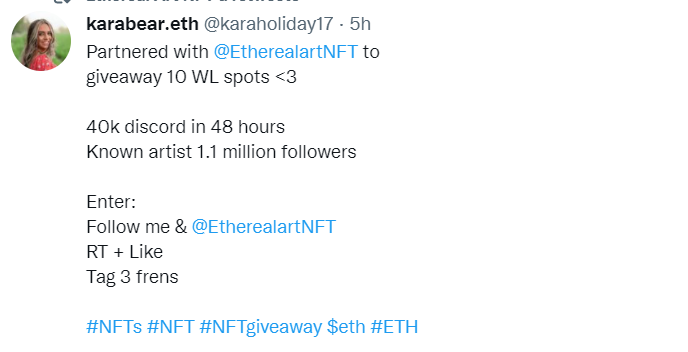 karabear.eth @karaholiday17 · 5h
Partnered with @EtherealartNFT to
giveaway 10 WL spots <3
40k discord in 48 hours
Known artist 1.1 million followers
Enter:
Follow me & @EtherealartNFT
RT + Like
Tag 3 frens
#NFTs #NFT #NFTgiveaway $eth #ETH